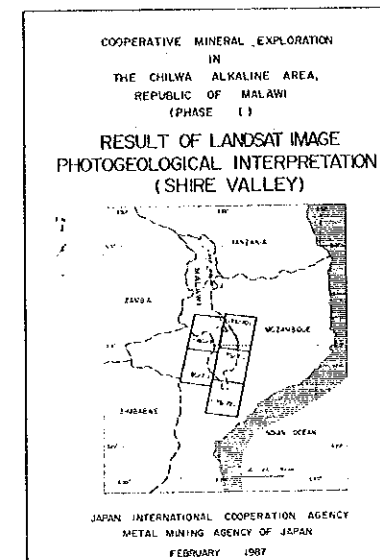 COOPERATIVE MINERAL EXPLORATION
IN
THE CHILWA ALKALINE AREA,
REPUBLIC OF MALAWI
(PHASE I)
RESULT OF LANDSAT IMAGE
PHOTOGEOLOGICAL INTERPRETATION
(SHIRE VALLEY)
TANZANIA
MALAWI
ZAMBIA
MOZAMBIQUE
ZIMBABWE
INDIAN OCEAN
JAPAN INTERNATIONAL COOPERATION AGENCY
METAL MINING AGENCY OF JAPAN
FEBRUARY 1987